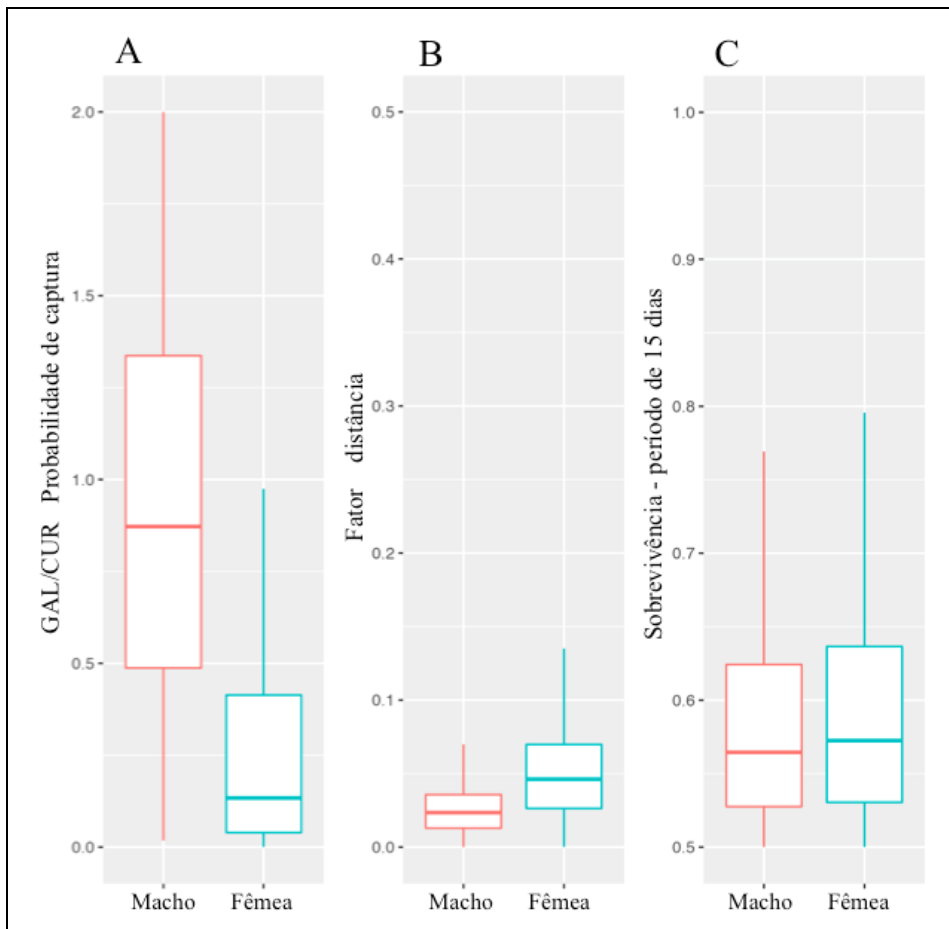 A
GAL/CUR Probabilidade de captura
2.0
1.5
1.0
0.5
0.0
Macho Fêmea
B
Fator distância
0.5
0.4
0.3
0.2
0.1
0.0
Macho Fêmea
C
Sobrevivência - período de 15 dias
1.0
0.9
0.8
0.7
0.6
0.5
Macho Fêmea